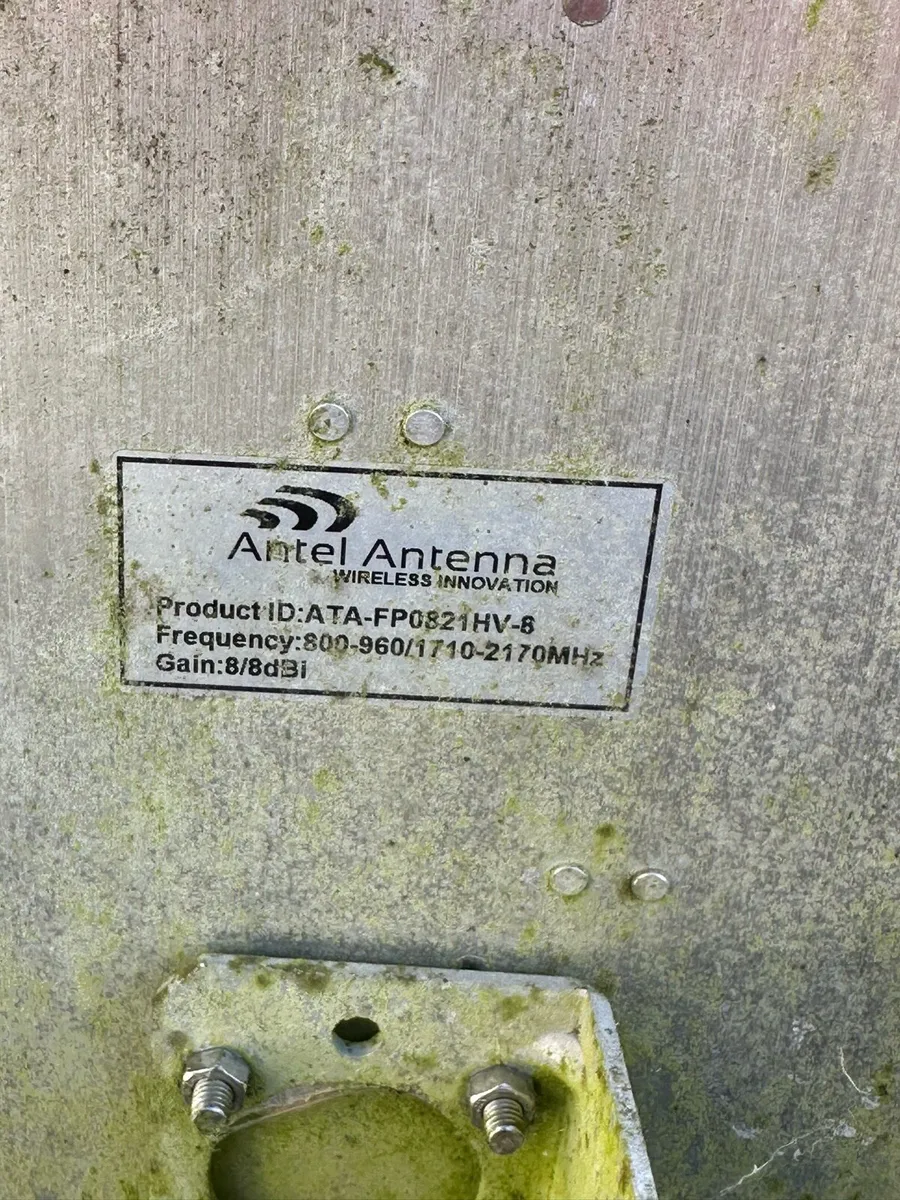 Antel Antenna
WIRELESS INNOVATION
Product ID:ATA-FP0821HV-8
Frequency:800-960/1710-2170MHz
Gain:8/8dBi